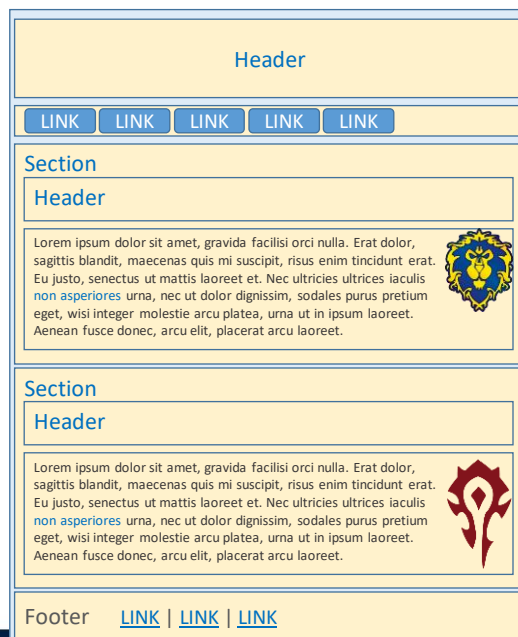 Header
LINK LINK LINK LINK LINK
Section
Header
Lorem ipsum dolor sit amet, gravida facilisi orci nulla. Erat dolor,
sagittis blandit, maecenas quis mi suscipit, risus enim tincidunt erat.
Eu justo, senectus ut mattis laoreet et. Nec ultricies ultrices iaculis
non asperiores urna, nec ut dolor dignissim, sodales purus pretium
eget, wisi integer molestie arcu platea, urna ut in ipsum laoreet.
Aenean fusce donec, arcu elit, placerat arcu laoreet.
Section
Header
Lorem ipsum dolor sit amet, gravida facilisi orci nulla. Erat dolor,
sagittis blandit, maecenas quis mi suscipit, risus enim tincidunt erat.
Eu justo, senectus ut mattis laoreet et. Nec ultricies ultrices iaculis
non asperiores urna, nec ut dolor dignissim, sodales purus pretium
eget, wisi integer molestie arcu platea, urna ut in ipsum laoreet.
Aenean fusce donec, arcu elit, placerat arcu laoreet.
Footer LINK | LINK | LINK